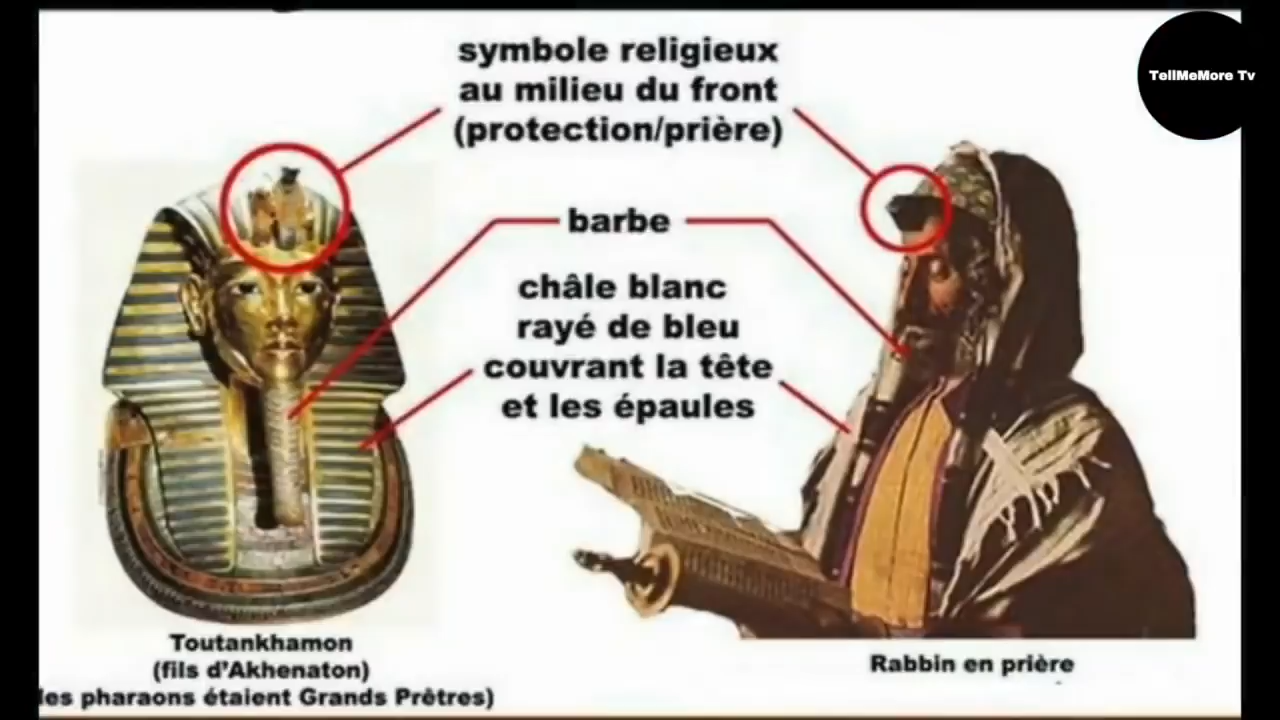 TellMeMore Tv
symbole religieux
au milieu du front
(protection/prière)
barbe
châle blanc
rayé de bleu
couvrant la tête
et les épaules
Toutankhamon
(fils d'Akhenaton)
les pharaons étaient Grands Prêtres)
Rabbin en prière